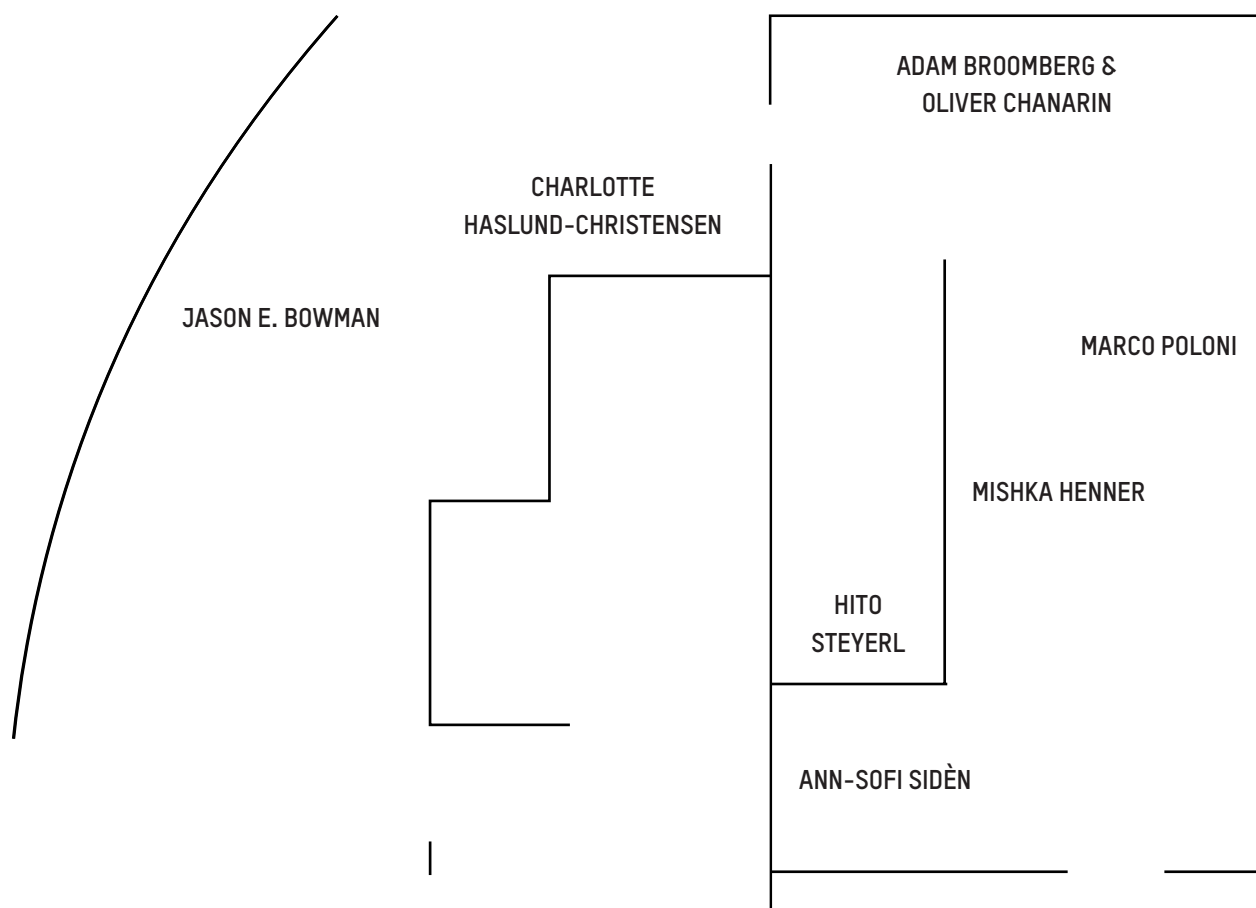 ADAM BROOMBERG &
OLIVER CHANARIN
CHARLOTTE
HASLUND-CHRISTENSEN
JASON E. BOWMAN
MARCO POLONI
MISHKA HENNER
HITO
STEYERL
ANN-SOFI SIDÈN